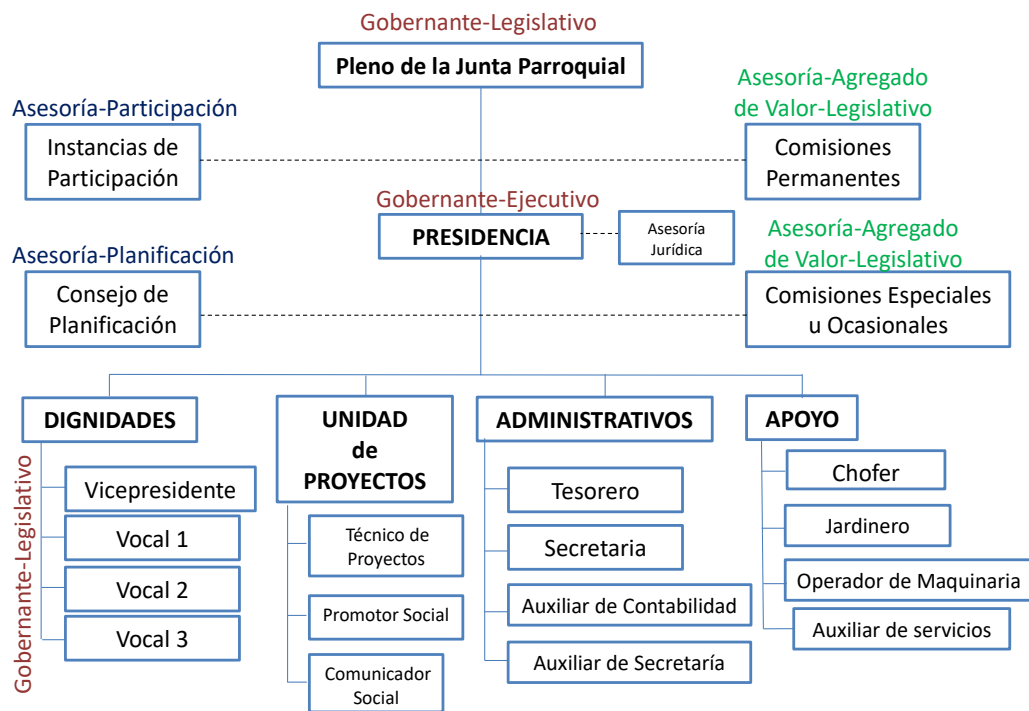 Gobernante-Legislativo
Pleno de la Junta Parroquial
Asesoría-Participación
Instancias de
Participación
Asesoría-Agregado
de Valor-Legislativo
Comisiones
Permanentes
Gobernante-Ejecutivo
PRESIDENCIA
Asesoría
Jurídica
Asesoría-Planificación
Consejo de
Planificación
Asesoría-Agregado
de Valor-Legislativo
Comisiones Especiales
u Ocasionales
DIGNIDADES
Gobernante-Legislativo
Vicepresidente
Vocal 1
Vocal 2
Vocal 3
UNIDAD
de
PROYECTOS
Técnico de
Proyectos
Promotor Social
Comunicador
Social
ADMINISTRATIVOS
Tesorero
Secretaria
Auxiliar de Contabilidad
Auxiliar de Secretaría
APOYO
Chofer
Jardinero
Operador de Maquinaria
Auxiliar de servicios